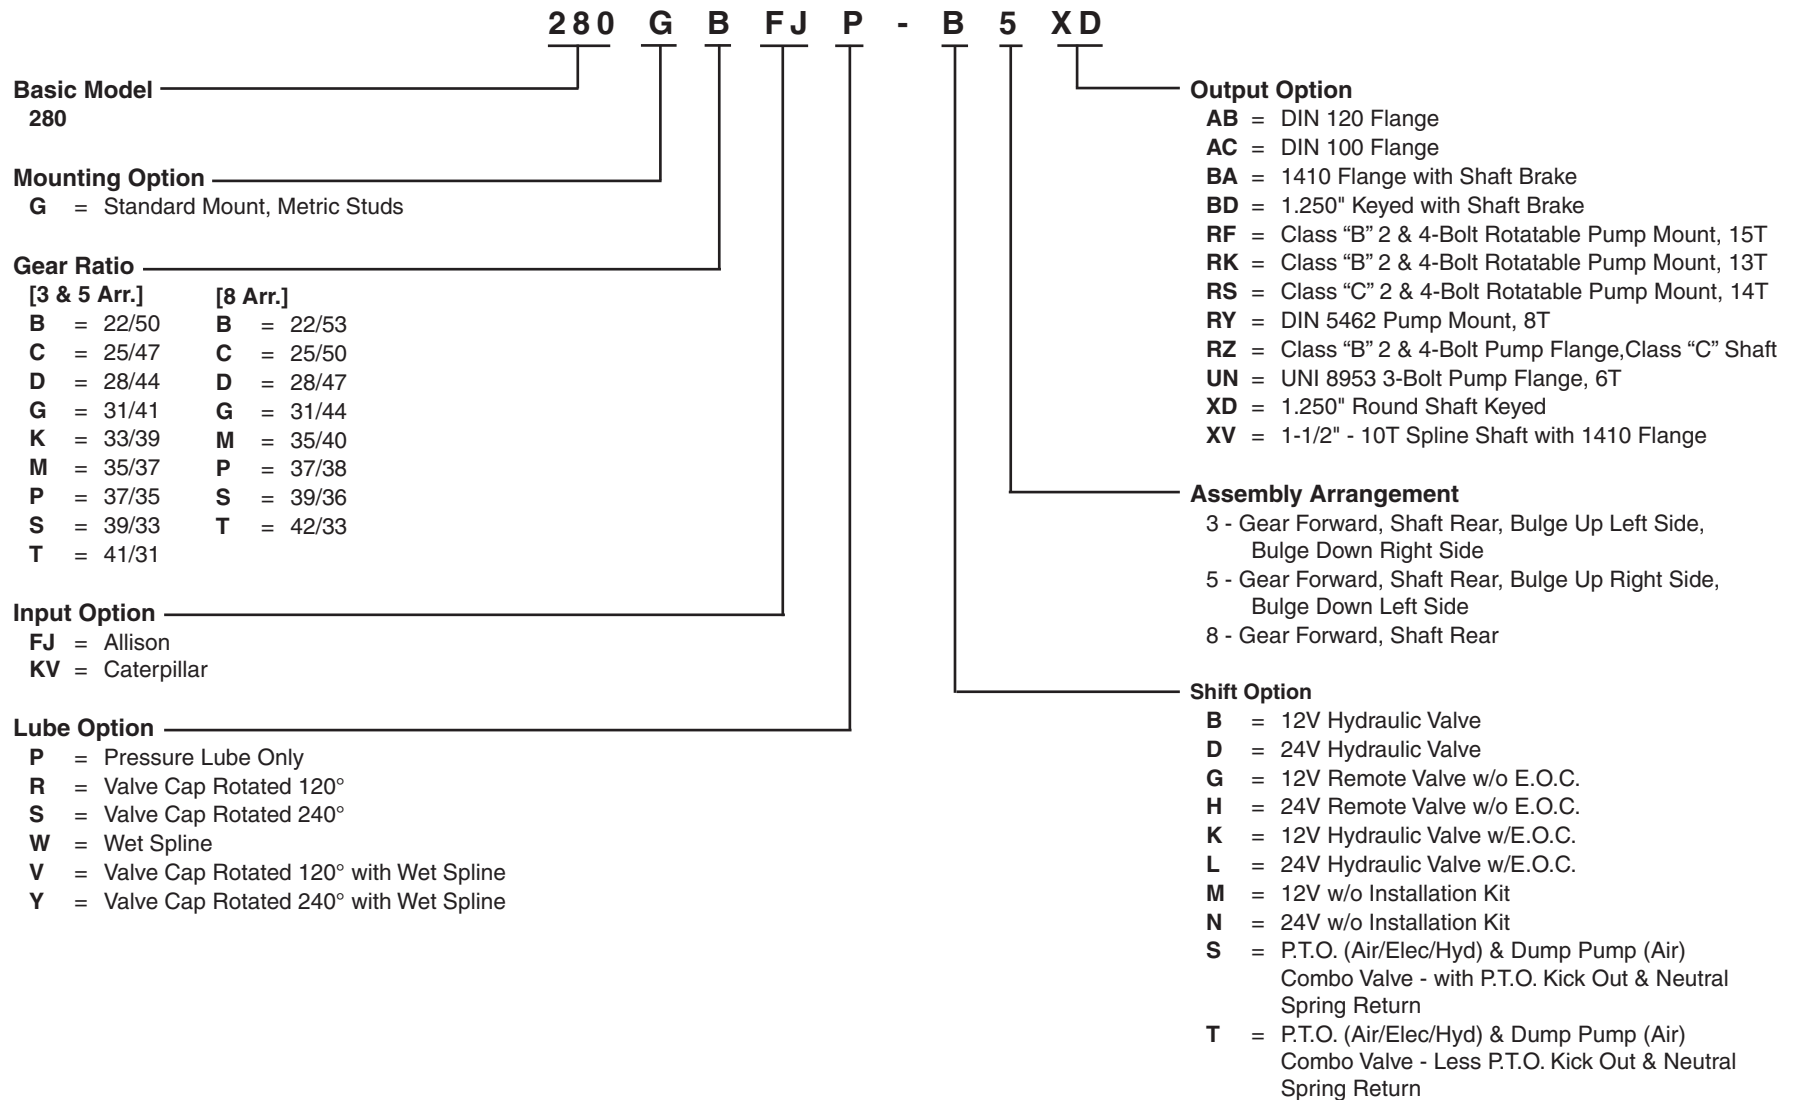 280 G B FJ P - B 5 XD
Basic Model
280
Mounting Option
G = Standard Mount, Metric Studs
Gear Ratio
[3 & 5 Arr.]
B = 22/50
C = 25/47
D = 28/44
G = 31/41
K = 33/39
M = 35/37
P = 37/35
S = 39/33
T = 41/31
[8 Arr.]
B = 22/53
C = 25/50
D = 28/47
G = 31/44
M = 35/40
P = 37/38
S = 39/36
T = 42/33
Input Option
FJ = Allison
KV = Caterpillar
Lube Option
P = Pressure Lube Only
R = Valve Cap Rotated 120°
S = Valve Cap Rotated 240°
W = Wet Spline
V = Valve Cap Rotated 120° with Wet Spline
Y = Valve Cap Rotated 240° with Wet Spline
Output Option
AB = DIN 120 Flange
AC = DIN 100 Flange
BA = 1410 Flange with Shaft Brake
BD = 1.250" Keyed with Shaft Brake
RF = Class “B” 2 & 4-Bolt Rotatable Pump Mount, 15T
RK = Class “B” 2 & 4-Bolt Rotatable Pump Mount, 13T
RS = Class “C” 2 & 4-Bolt Rotatable Pump Mount, 14T
RY = DIN 5462 Pump Mount, 8T
RZ = Class “B” 2 & 4-Bolt Pump Flange,Class “C” Shaft
UN = UNI 8953 3-Bolt Pump Flange, 6T
XD = 1.250" Round Shaft Keyed
XV = 1-1/2" - 10T Spline Shaft with 1410 Flange
Assembly Arrangement
3 - Gear Forward, Shaft Rear, Bulge Up Left Side,
Bulge Down Right Side
5 - Gear Forward, Shaft Rear, Bulge Up Right Side,
Bulge Down Left Side
8 - Gear Forward, Shaft Rear
Shift Option
B = 12V Hydraulic Valve
D = 24V Hydraulic Valve
G = 12V Remote Valve w/o E.O.C.
H = 24V Remote Valve w/o E.O.C.
K = 12V Hydraulic Valve w/E.O.C.
L = 24V Hydraulic Valve w/E.O.C.
M = 12V w/o Installation Kit
N = 24V w/o Installation Kit
S = P.T.O. (Air/Elec/Hyd) & Dump Pump (Air)
Combo Valve - with P.T.O. Kick Out & Neutral
Spring Return
T = P.T.O. (Air/Elec/Hyd) & Dump Pump (Air)
Combo Valve - Less P.T.O. Kick Out & Neutral
Spring Return